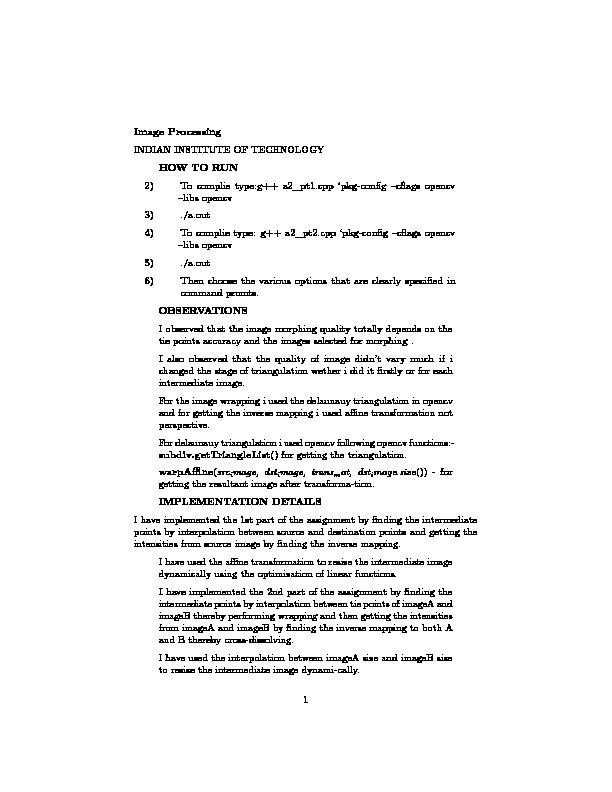 Image Processing
INDIAN INSTITUTE OF TECHNOLOGY
HOW TO RUN
2) To complie type:g++ a2_pt1.cpp ‘pkg-config –cflags opencv
–libs opencv
3) ./a.out
4) To complie type: g++ a2_pt2.cpp ‘pkg-config –cflags opencv
–libs opencv
5) ./a.out
6) Then choose the various options that are clearly specified in
command promts.
OBSERVATIONS
I observed that the image morphing quality totally depends on the
tie points accuracy and the images selected for morphing .
I also observed that the quality of image didn’t vary much if i
changed the stage of triangulation wether i did it firstly or for each
intermediate image.
For the image wrapping i used the delaunauy triangulation in opencv
and for getting the inverse mapping i used affine transformation not
perspective.
For delaunauy triangulation i used opencv following opencv functions:-
subdiv.getTriangleList() for getting the triangulation.
warpAffine(srcimage, dstimage, trans_mat, dstimage.size()) - for
getting the resultant image after transforma-tion.
IMPLEMENTATION DETAILS
I have implemented the 1st part of the assignment by finding the intermediate
points by interpolation between source and destination points and getting the
intensities from source image by finding the inverse mapping.
I have used the affine transformation to resize the intermediate image
dynamically using the optimisation of linear functions.
I have implemented the 2nd part of the assignment by finding the
intermediate points by interpolation between tie points of imageA and
imageB thereby performing wrapping and then getting the intensities
from imageA and imageB by finding the inverse mapping to both A
and B thereby cross-dissolving.
I have used the interpolation between imageA size and imageB size
to resize the intermediate image dynami-cally.
1